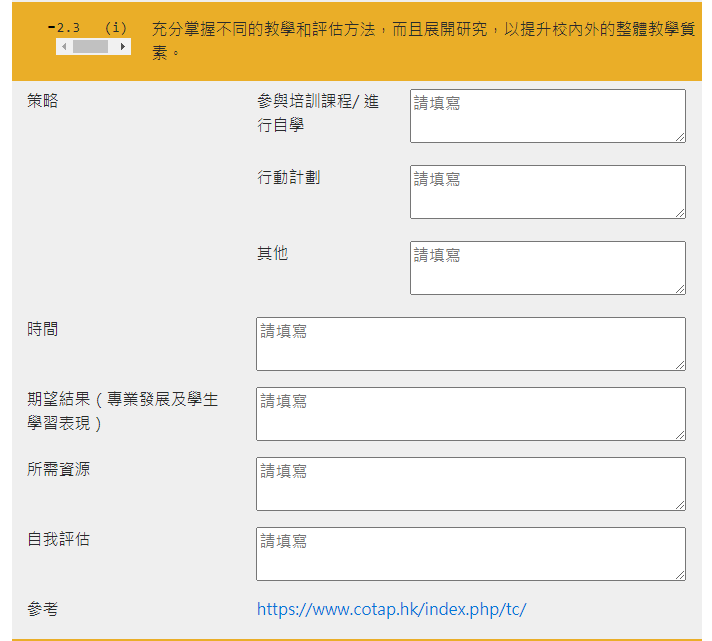 -2.3 (i) 充分掌握不同的教學和評估方法，而且展開研究，以提升校內外的整體教學質
素。
策略
參與培訓課程/ 進
行自學
請填寫
行動計劃
請填寫
其他
請填寫
時間
請填寫
期望結果（專業發展及學生
學習表現）
請填寫
所需資源
請填寫
自我評估
請填寫
參考
https://www.cotap.hk/index.php/tc/